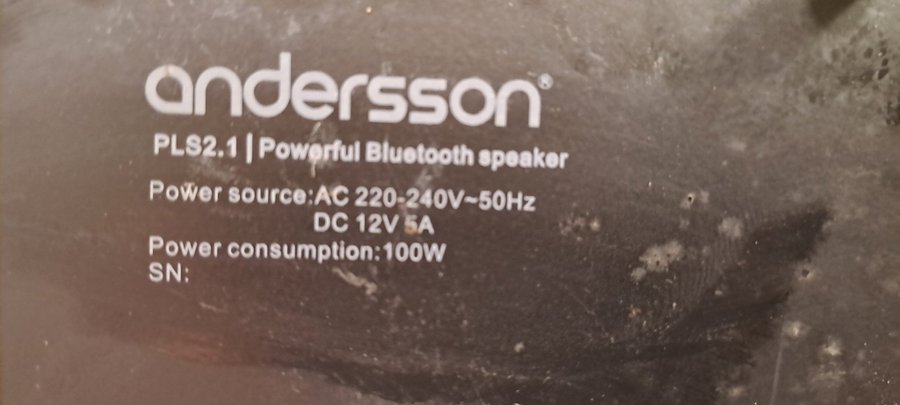 andersson®
PLS2.1 | Powerful Bluetooth speaker
Power source:AC 220-240V~50Hz
DC 12V 5A
Power consumption:100W
SN: